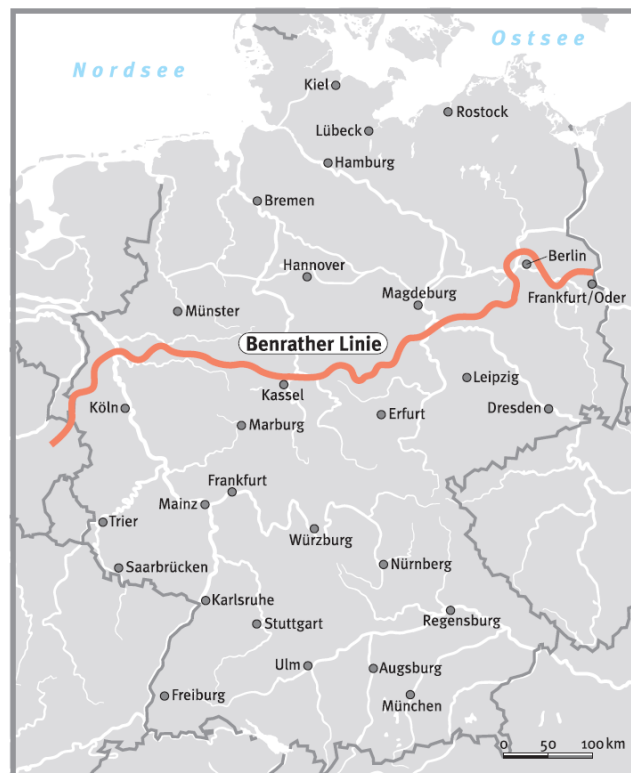 Nordsee
Ostsee
Kiel
Rostock
Lübeck
Hamburg
Bremen
Berlin
Hannover
Magdeburg
Frankfurt/Oder
Münster
Benrather Linie
Kassel
Leipzig
Köln
Erfurt
Dresden
Marburg
Frankfurt
Mainz
Trier
Würzburg
Nürnberg
Saarbrücken
Karlsruhe
Regensburg
Stuttgart
Ulm
Augsburg
Freiburg
München
0 50 100 km